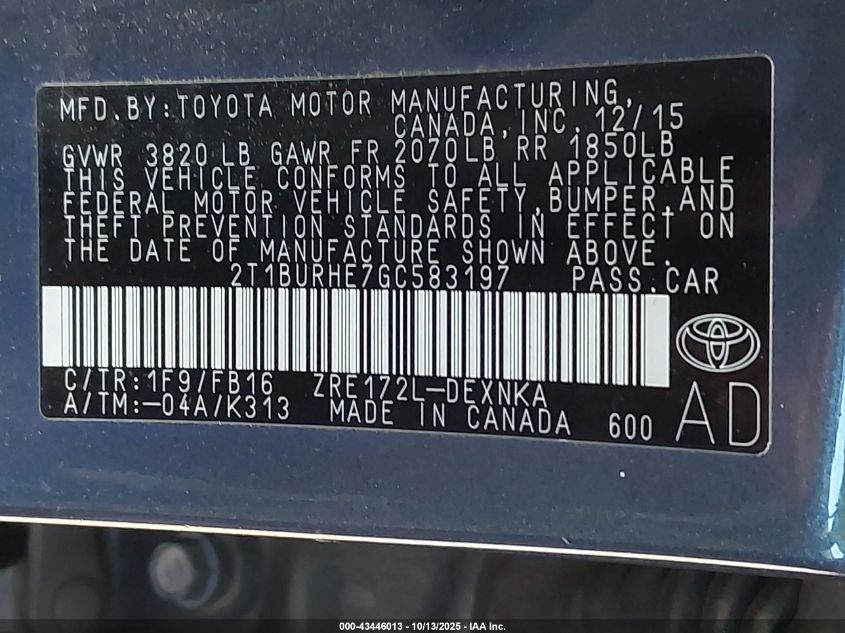 MFD.BY:TOYOTA MOTOR MANUFACTURING,
CANADA,INC. 12/15
GVWR 3820 LB GAWR FR 2070LB RR 1850LB
THIS VEHICLE CONFORMS TO ALL APPLICABLE
FEDERAL MOTOR VEHICLE SAFETY,BUMPER,AND
THEFT PREVENTION STANDARDS IN EFFECT ON
THE DATE OF MANUFACTURE SHOWN ABOVE.
2T1BURHE7GC583197 PASS.CAR
C/TR:1F9/FB16 ZRE172L-DEXNKA
A/TM:-04A/K313 MADE IN CANADA 600 AD
000-43446013 - 10/13/2025 - IAA Inc.